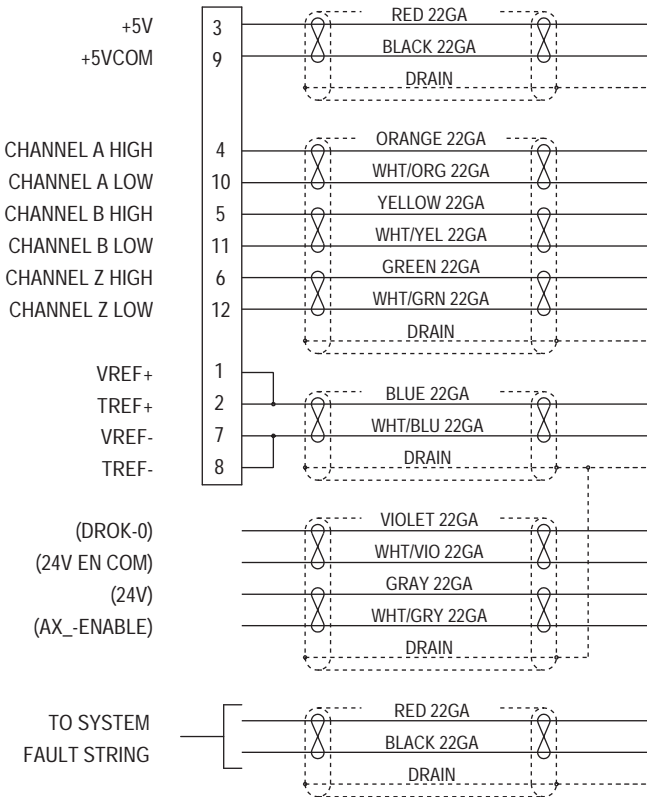 +5V 3 RED 22GA
+5VCOM 9 BLACK 22GA
DRAIN
CHANNEL A HIGH 4 ORANGE 22GA
CHANNEL A LOW 10 WHT/ORG 22GA
CHANNEL B HIGH 5 YELLOW 22GA
CHANNEL B LOW 11 WHT/YEL 22GA
CHANNEL Z HIGH 6 GREEN 22GA
CHANNEL Z LOW 12 WHT/GRN 22GA
DRAIN
VREF+ 1
TREF+ 2 BLUE 22GA
VREF- 7 WHT/BLU 22GA
TREF- 8 DRAIN
(DROK-0) VIOLET 22GA
(24V EN COM) WHT/VIO 22GA
(24V) GRAY 22GA
(AX_-ENABLE) WHT/GRY 22GA
DRAIN
TO SYSTEM RED 22GA
FAULT STRING BLACK 22GA
DRAIN